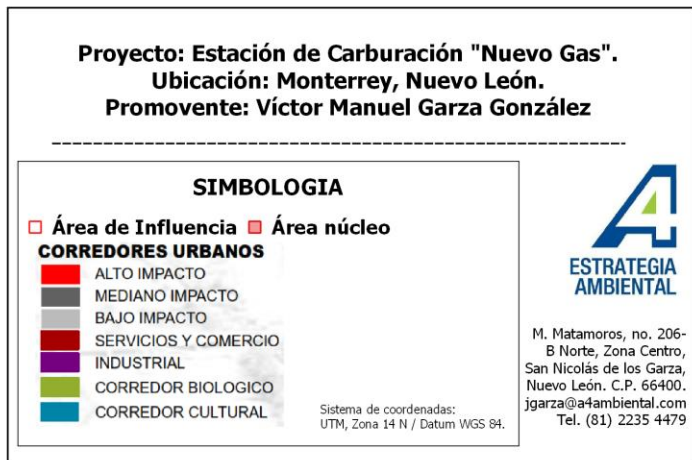 Proyecto: Estación de Carburación "Nuevo Gas".
Ubicación: Monterrey, Nuevo León.
Promovente: Víctor Manuel Garza González
SIMBOLOGIA
Área de Influencia Área núcleo
CORREDORES URBANOS
ALTO IMPACTO
MEDIANO IMPACTO
BAJO IMPACTO
SERVICIOS Y COMERCIO
INDUSTRIAL
CORREDOR BIOLOGICO
CORREDOR CULTURAL
Sistema de coordenadas:
UTM, Zona 14 N / Datum WGS 84.
A4
ESTRATEGIA
AMBIENTAL
M. Matamoros, no. 206-
B Norte, Zona Centro,
San Nicolás de los Garza,
Nuevo León. C.P. 66400.
jgarza@a4ambiental.com
Tel. (81) 2235 4479